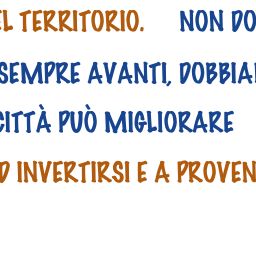 EL TERRITORIO. NON DO
SEMPRE AVANTI, DOBBIA
CITTÀ PUÒ MIGLIORARE
D INVERTIRSI E A PROVEN